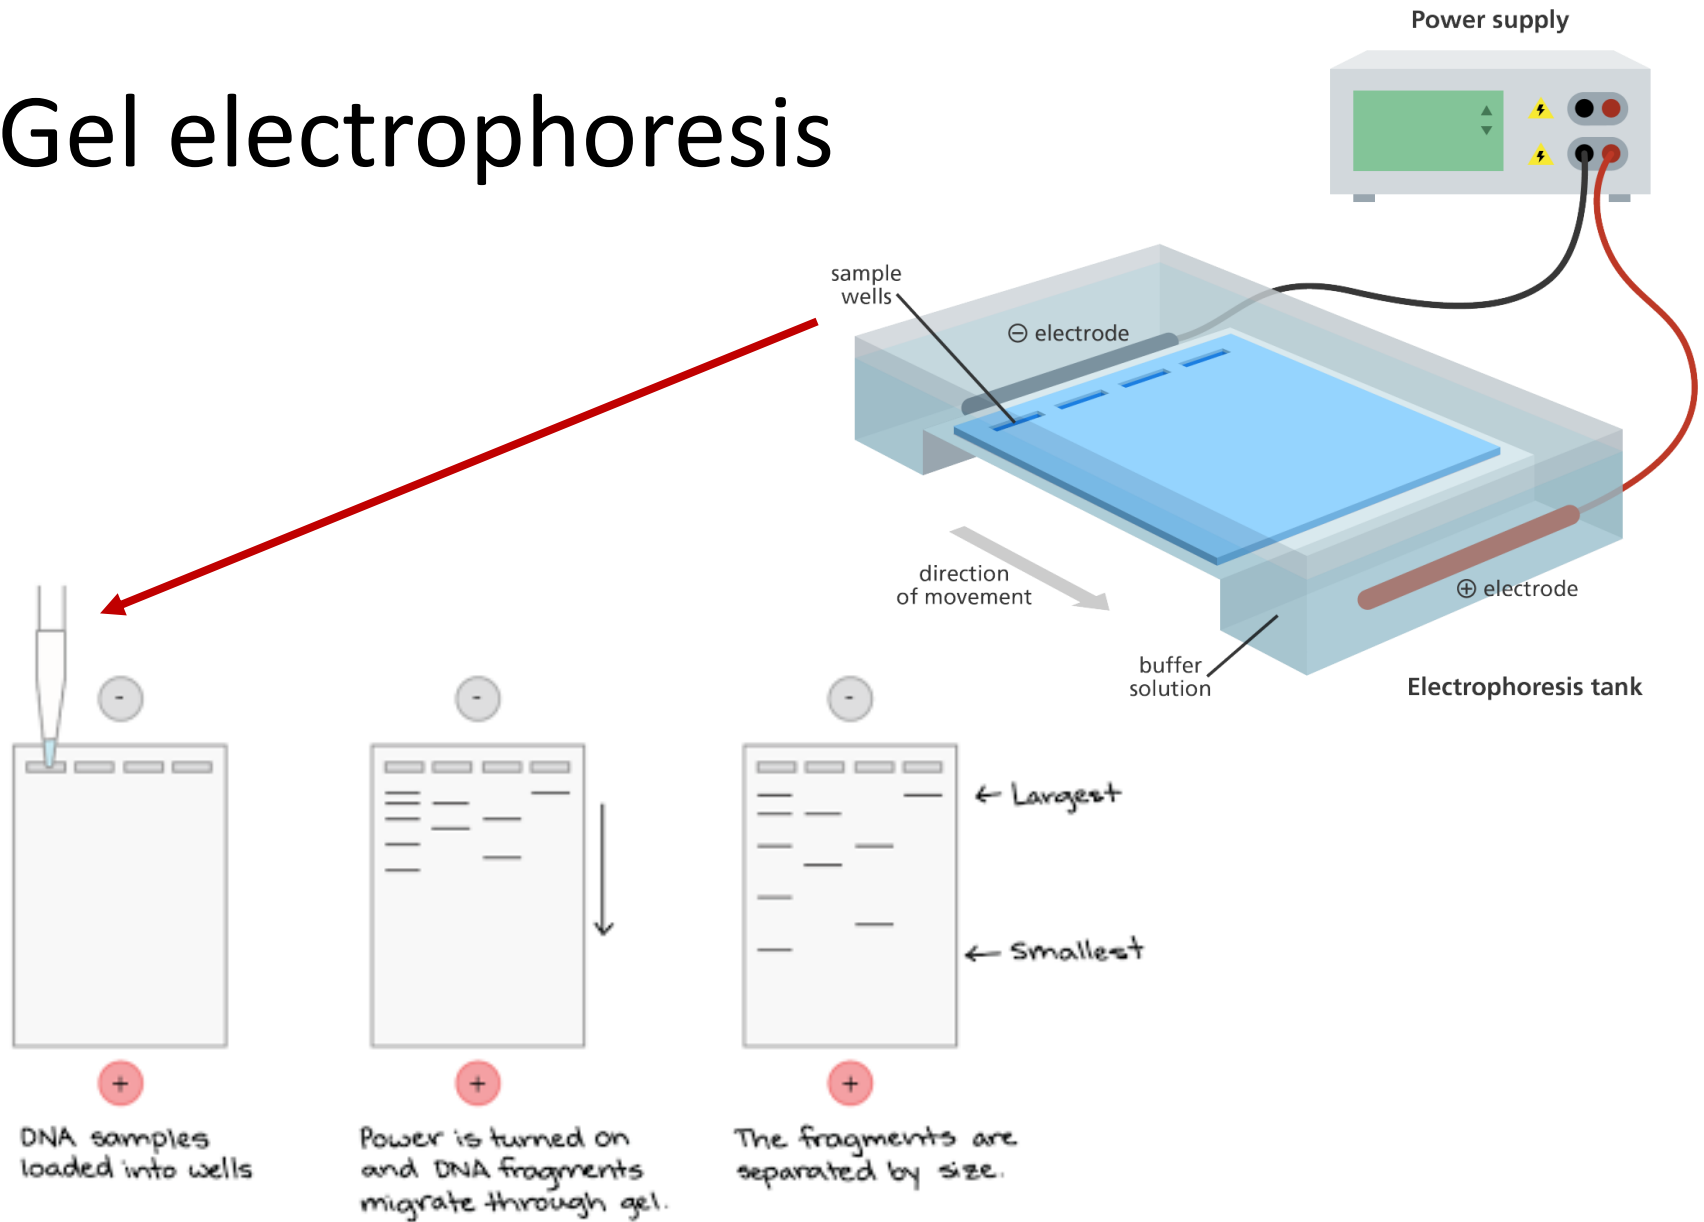 Gel electrophoresis
Power supply
sample
wells
⊖ electrode
direction
of movement
⊕ electrode
buffer
solution
Electrophoresis tank
-
-
-
← Largest
← Smallest
+
+
+
DNA samples
loaded into wells
Power is turned on
and DNA fragments
migrate through gel.
The fragments are
separated by size.